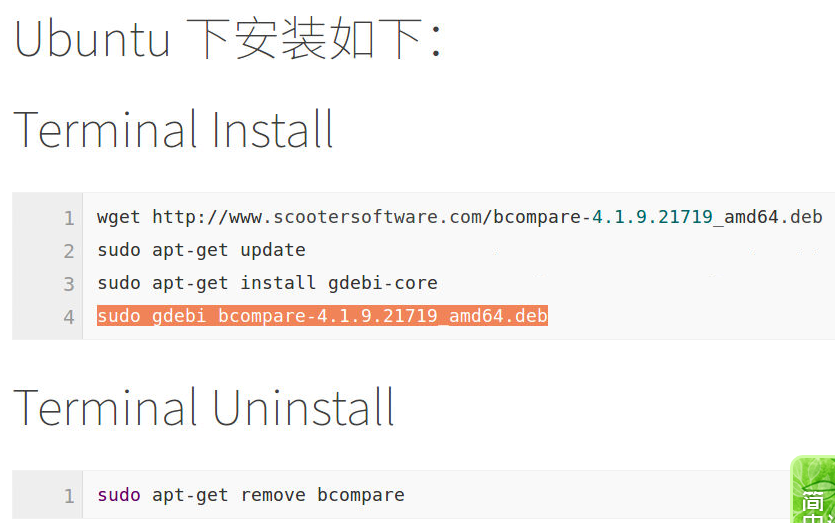 Ubuntu 下安装如下：
Terminal Install
1 wget http://www.scootersoftware.com/bcompare-4.1.9.21719_amd64.deb
2 sudo apt-get update
3 sudo apt-get install gdebi-core
4 sudo gdebi bcompare-4.1.9.21719_amd64.deb
Terminal Uninstall
1 sudo apt-get remove bcompare
简